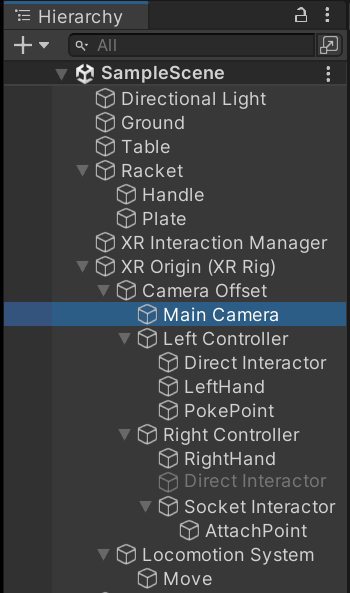 Hierarchy
All
SampleScene
Directional Light
Ground
Table
Racket
Handle
Plate
XR Interaction Manager
XR Origin (XR Rig)
Camera Offset
Main Camera
Left Controller
Direct Interactor
LeftHand
PokePoint
Right Controller
RightHand
Direct Interactor
Socket Interactor
AttachPoint
Locomotion System
Move